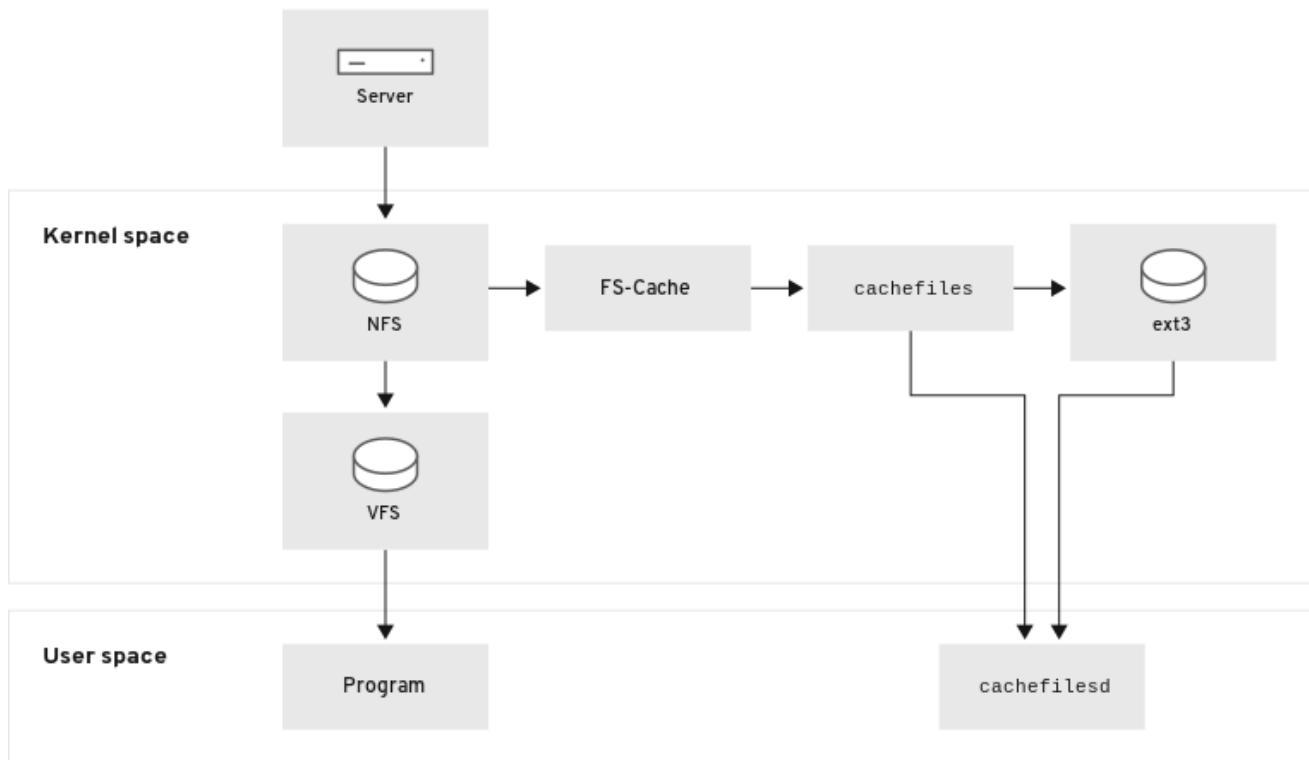 Server
Kernel space
NFS
FS-Cache
cachefiles
ext3
VFS
User space
Program
cachefilesd